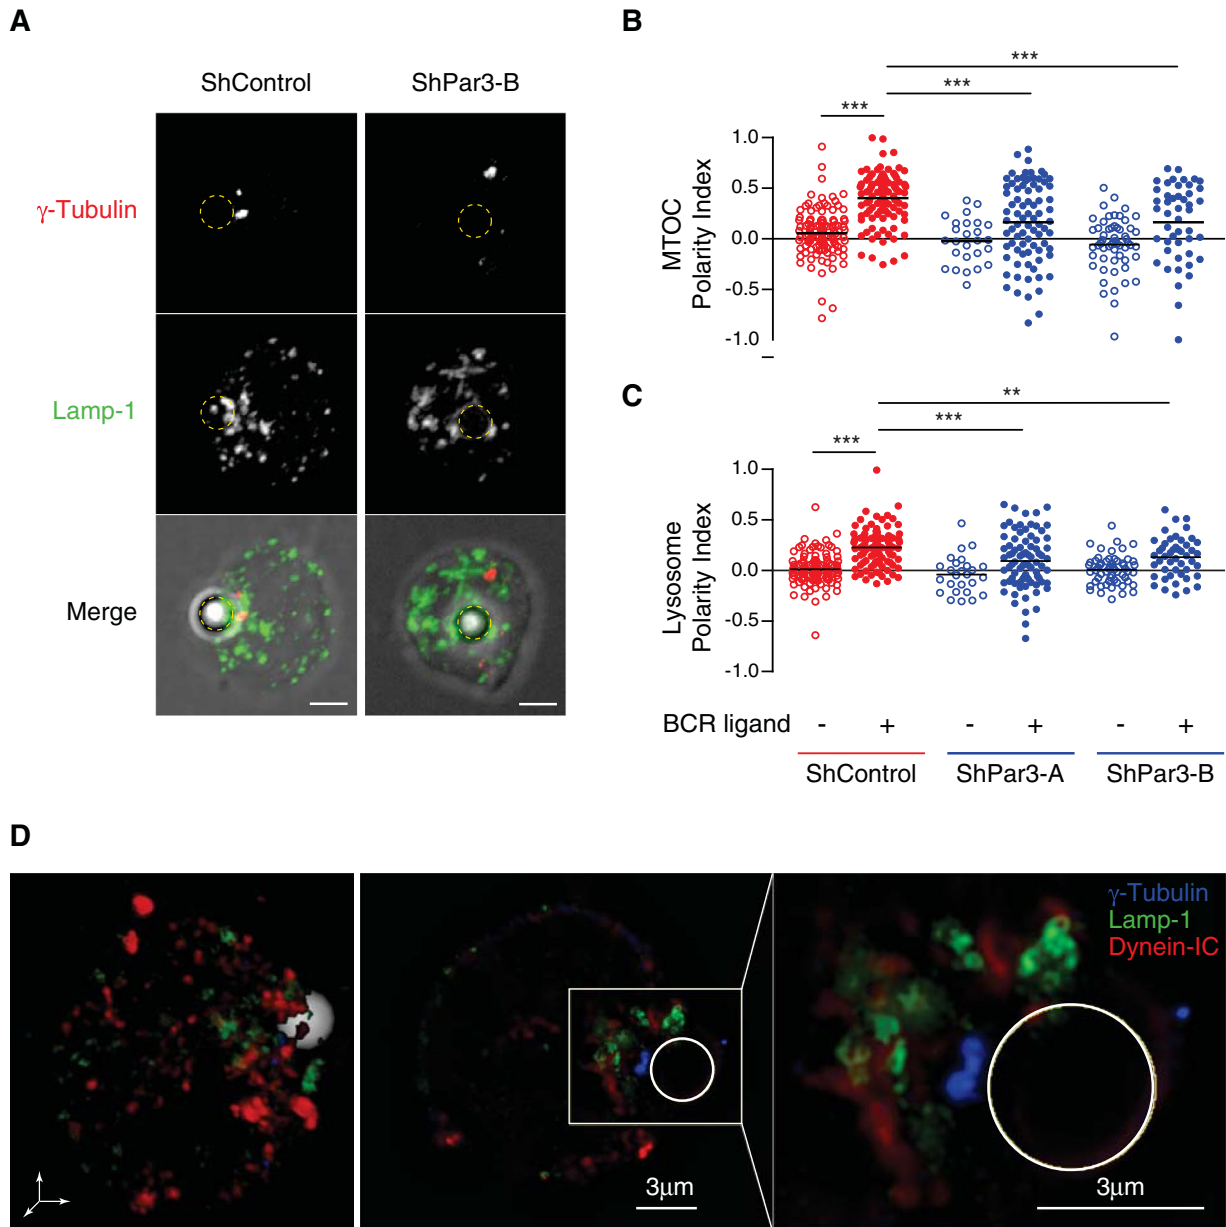 A
ShControl
ShPar3-B
γ-Tubulin
Lamp-1
Merge
B
***
***
***
MTOC
Polarity Index
1.0
0.5
0.0
-0.5
-1.0
C
**
***
***
Lysosome
Polarity Index
1.0
0.5
0.0
-0.5
-1.0
BCR ligand - + - + - +
ShControl ShPar3-A ShPar3-B
D
γ-Tubulin
Lamp-1
Dynein-IC
3μm
3μm